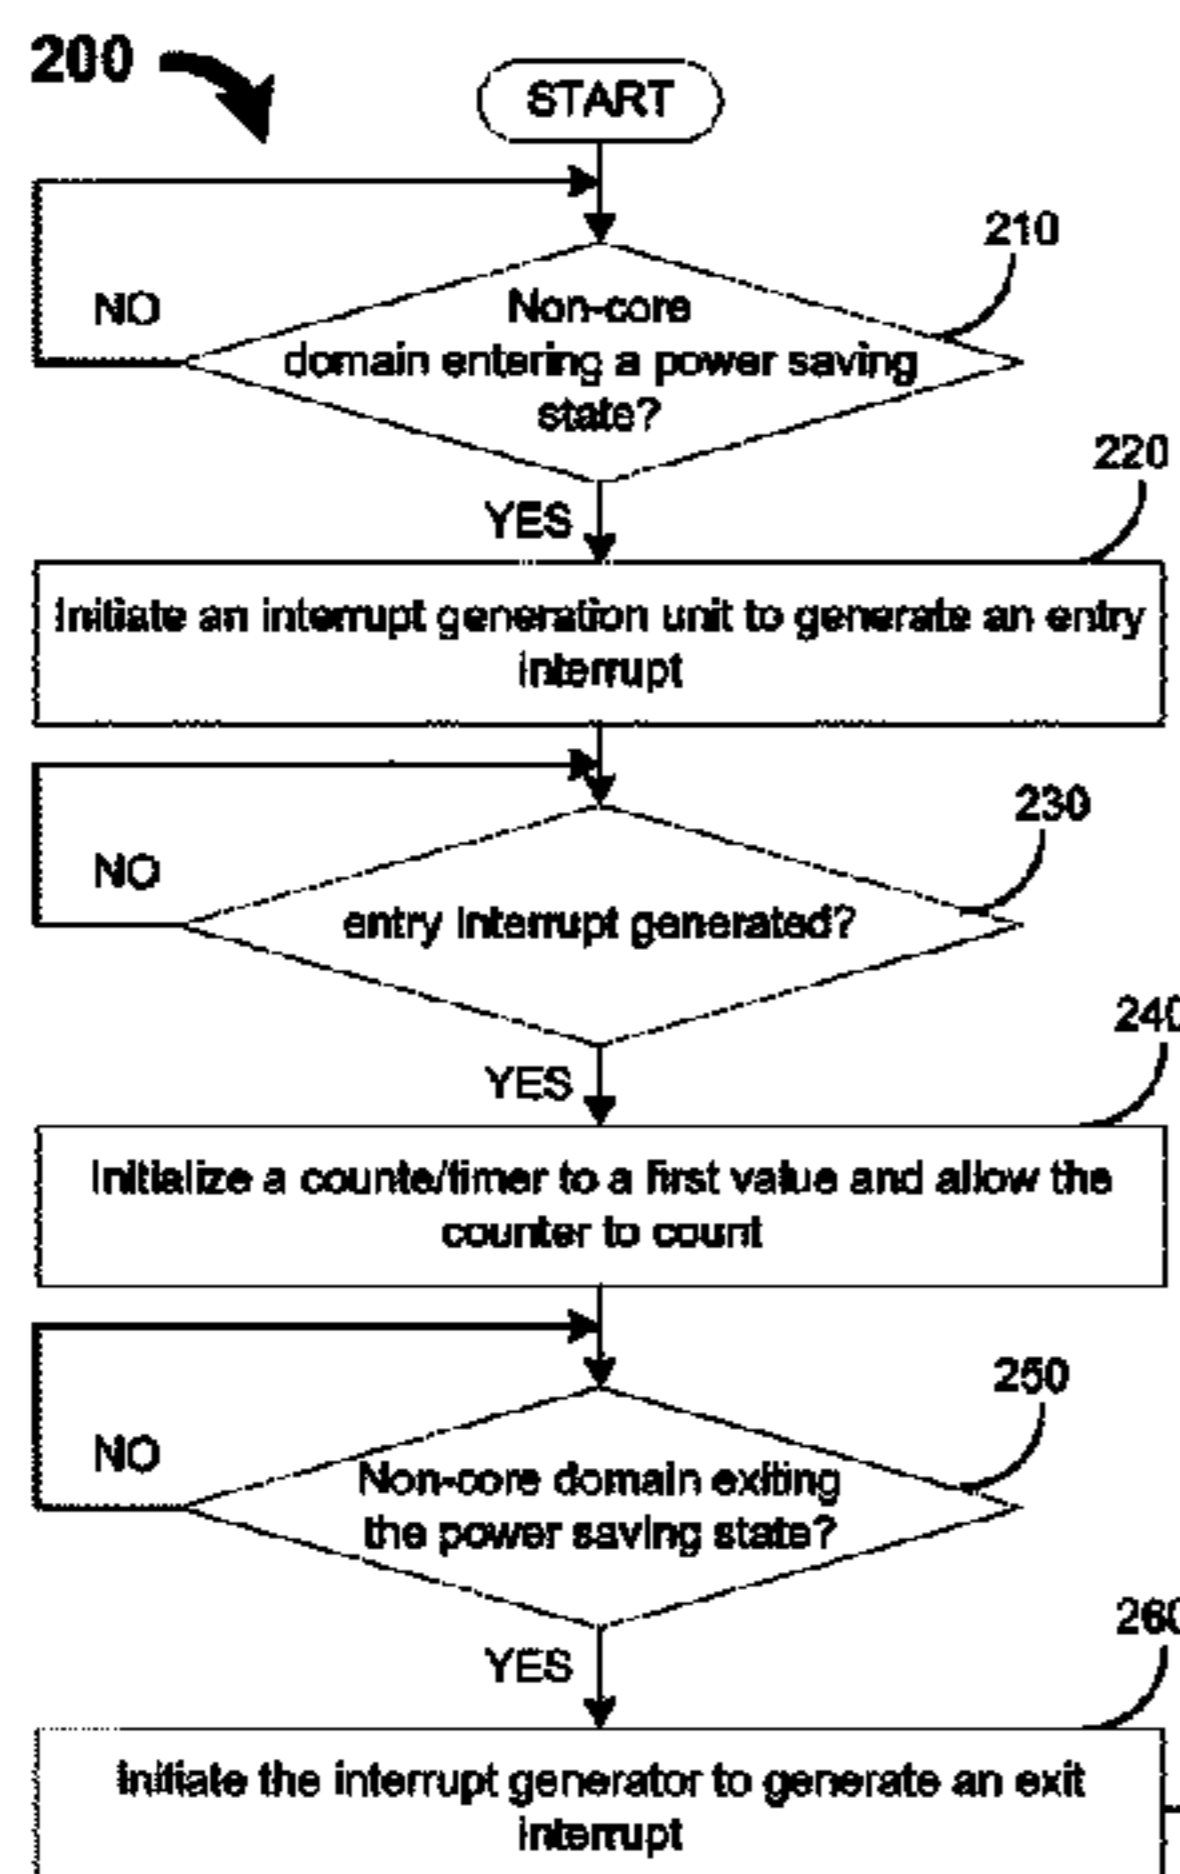 200
START
210
NO
Non-core
domain entering a power saving
state?
220
YES
Initiate an interrupt generation unit to generate an entry
interrupt
230
NO
entry interrupt generated?
240
YES
Initialize a counte/timer to a first value and allow the
counter to count
250
NO
Non-core domain exiting
the power saving state?
260
YES
Initiate the interrupt generator to generate an exit
interrupt